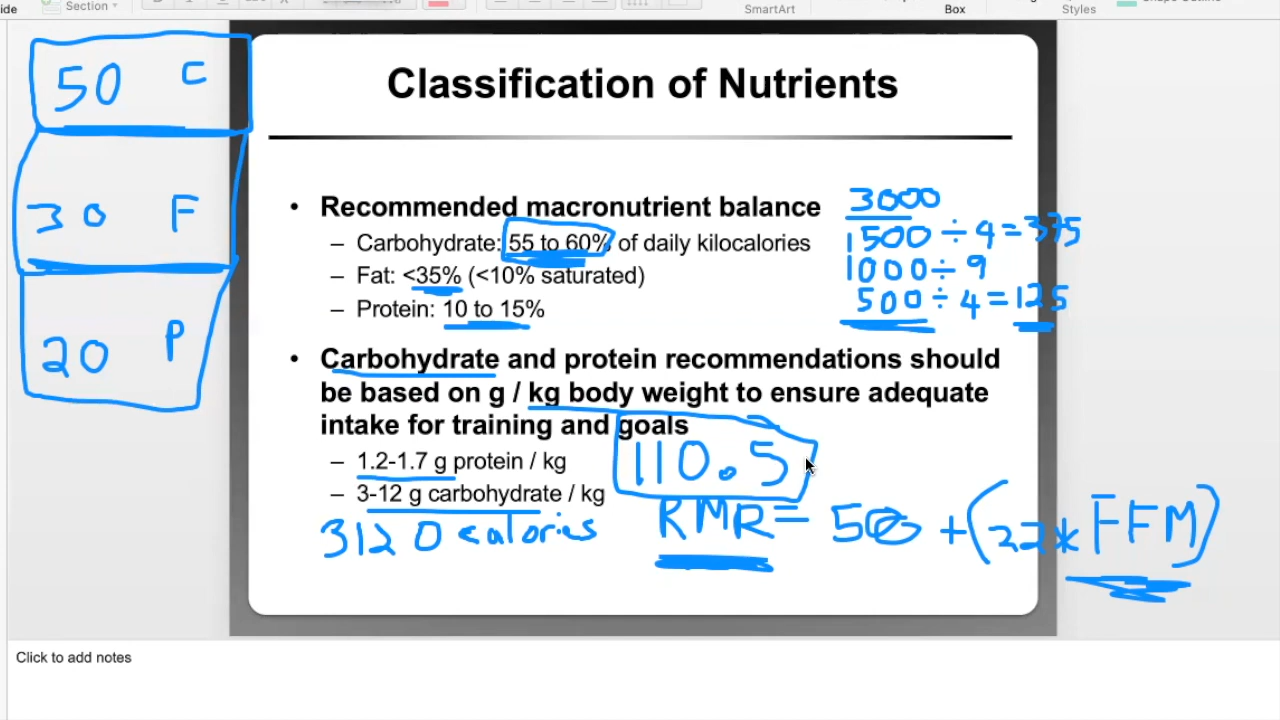 ide
Section
SmartArt
Box
Styles
Shape Outline
50 C
30 F
20 P
Classification of Nutrients
• Recommended macronutrient balance
– Carbohydrate: 55 to 60% of daily kilocalories
– Fat: <35% (<10% saturated)
– Protein: 10 to 15%
3000
1500 ÷ 4 = 375
1000 ÷ 9
500 ÷ 4 = 125
• Carbohydrate and protein recommendations should
be based on g / kg body weight to ensure adequate
intake for training and goals
– 1.2-1.7 g protein / kg
– 3-12 g carbohydrate / kg
110.5
3120 calories
RMR = 500 + (22 * FFM)
Click to add notes